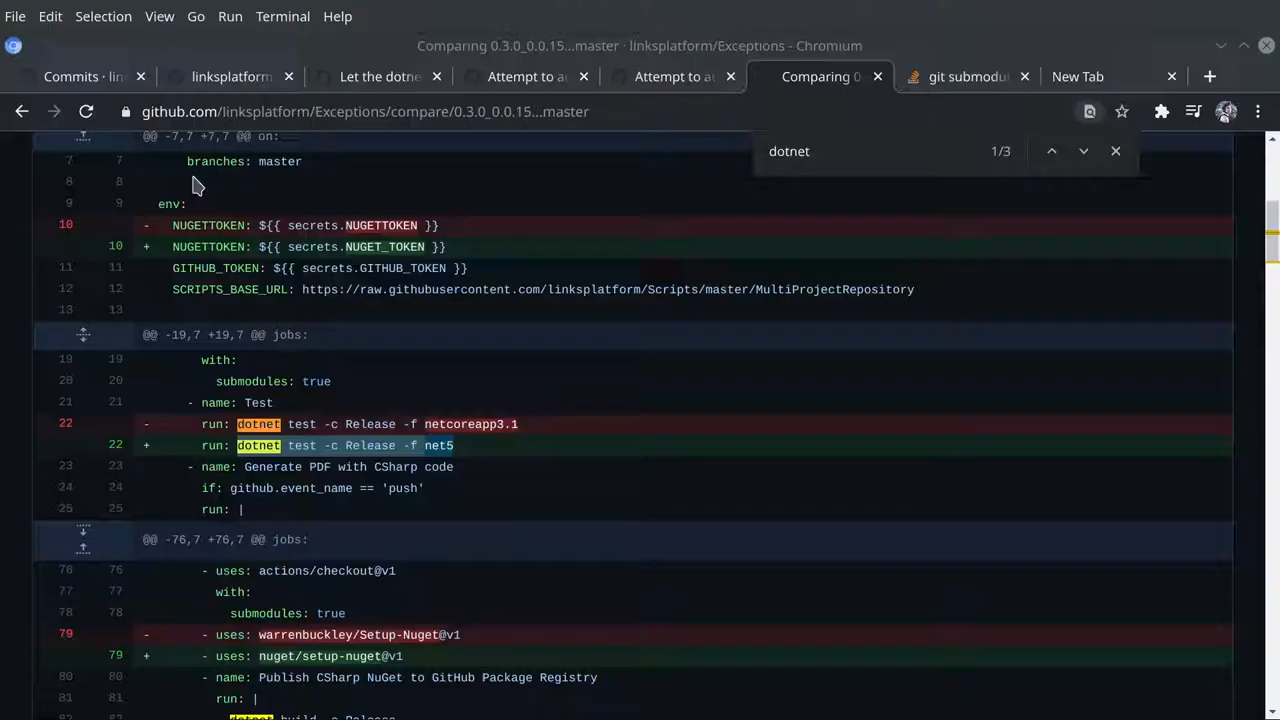 File Edit Selection View Go Run Terminal Help
Comparing 0.3.0_0.0.15...master · linksplatform/Exceptions - Chromium
Commits · lin linksplatform Let the dotne Attempt to ac Attempt to au Comparing 0 git submodul New Tab
github.com/linksplatform/Exceptions/compare/0.3.0_0.0.15...master
dotnet 1/3
@@ -7,7 +7,7 @@ on:
7 7 branches: master
8 8
9 9 env:
10 - NUGETTOKEN: ${{ secrets.NUGETTOKEN }}
10 + NUGETTOKEN: ${{ secrets.NUGET_TOKEN }}
11 11 GITHUB_TOKEN: ${{ secrets.GITHUB_TOKEN }}
12 12 SCRIPTS_BASE_URL: https://raw.githubusercontent.com/linksplatform/Scripts/master/MultiProjectRepository
13 13
@@ -19,7 +19,7 @@ jobs:
19 19 with:
20 20 submodules: true
21 21 - name: Test
22 - run: dotnet test -c Release -f netcoreapp3.1
22 + run: dotnet test -c Release -f net5
23 23 - name: Generate PDF with CSharp code
24 24 if: github.event_name == 'push'
25 25 run: |
@@ -76,7 +76,7 @@ jobs:
76 76 - uses: actions/checkout@v1
77 77 with:
78 78 submodules: true
79 - - uses: warrenbuckley/Setup-Nuget@v1
79 + - uses: nuget/setup-nuget@v1
80 80 - name: Publish CSharp NuGet to GitHub Package Registry
81 81 run: |
82 82 dotnet build -c Release